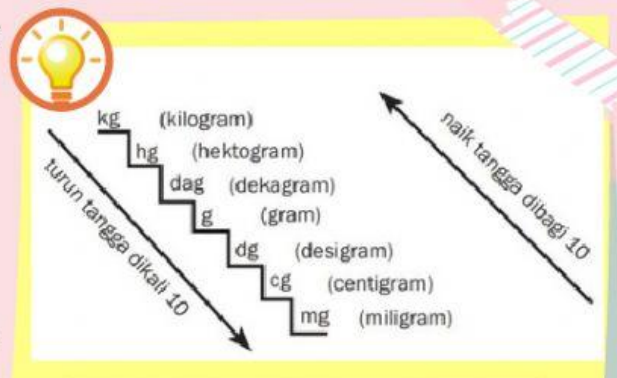 kg (kilogram)
hg (hektogram)
dag (dekagram)
g (gram)
dg (desigram)
cg (centigram)
mg (miligram)
turun tangga dikali 10
naik tangga dibagi 10